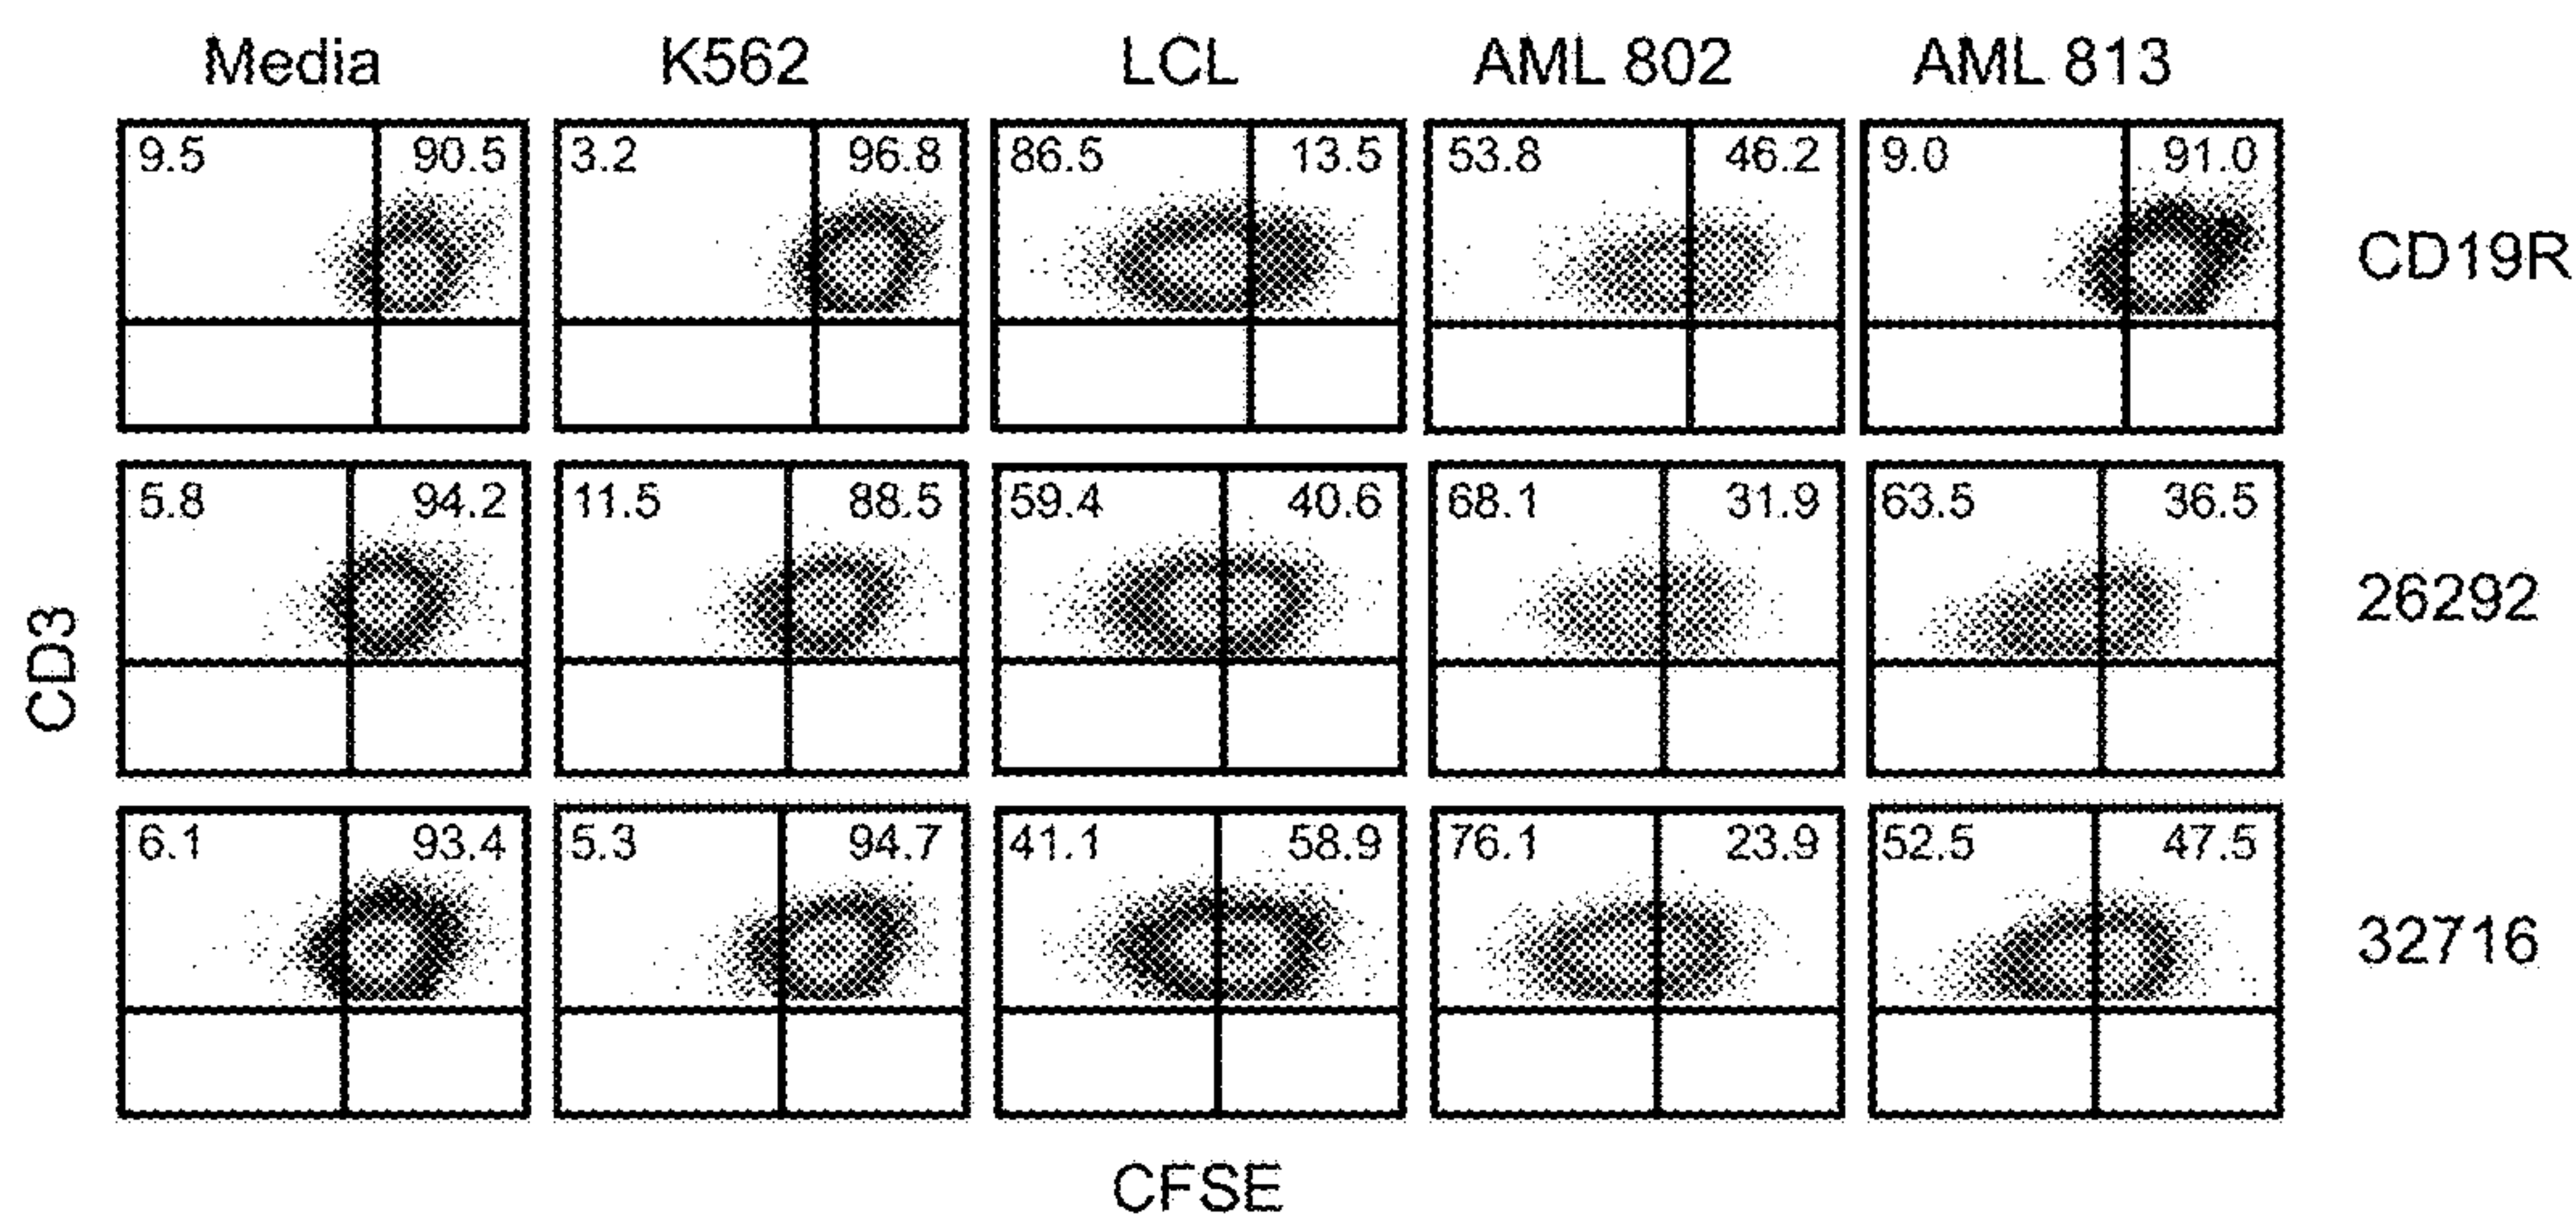 Media K562 LCL AML 802 AML 813
9.5 90.5 3.2 96.8 86.5 13.5 53.8 46.2 9.0 91.0
CD19R
5.8 94.2 11.5 88.5 59.4 40.6 68.1 31.9 63.5 36.5
26292
CD3
6.1 93.4 5.3 94.7 41.1 58.9 76.1 23.9 52.5 47.5
32716
CFSE